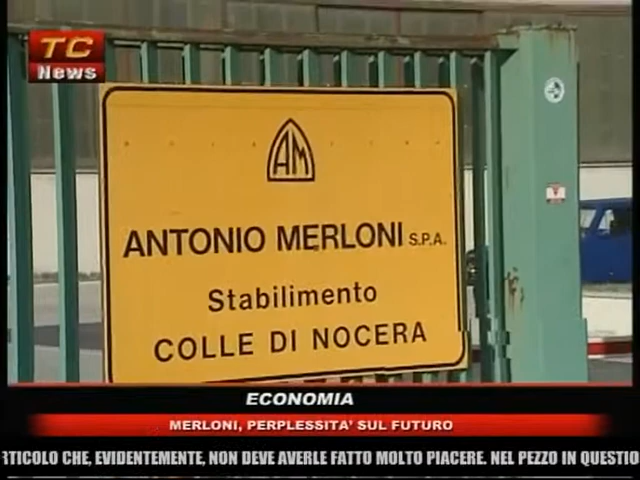 TC
News
AM
ANTONIO MERLONI S.P.A.
Stabilimento
COLLE DI NOCERA
ECONOMIA
MERLONI, PERPLESSITA' SUL FUTURO
RTICOLO CHE, EVIDENTEMENTE, NON DEVE AVERLE FATTO MOLTO PIACERE. NEL PEZZO IN QUESTIO